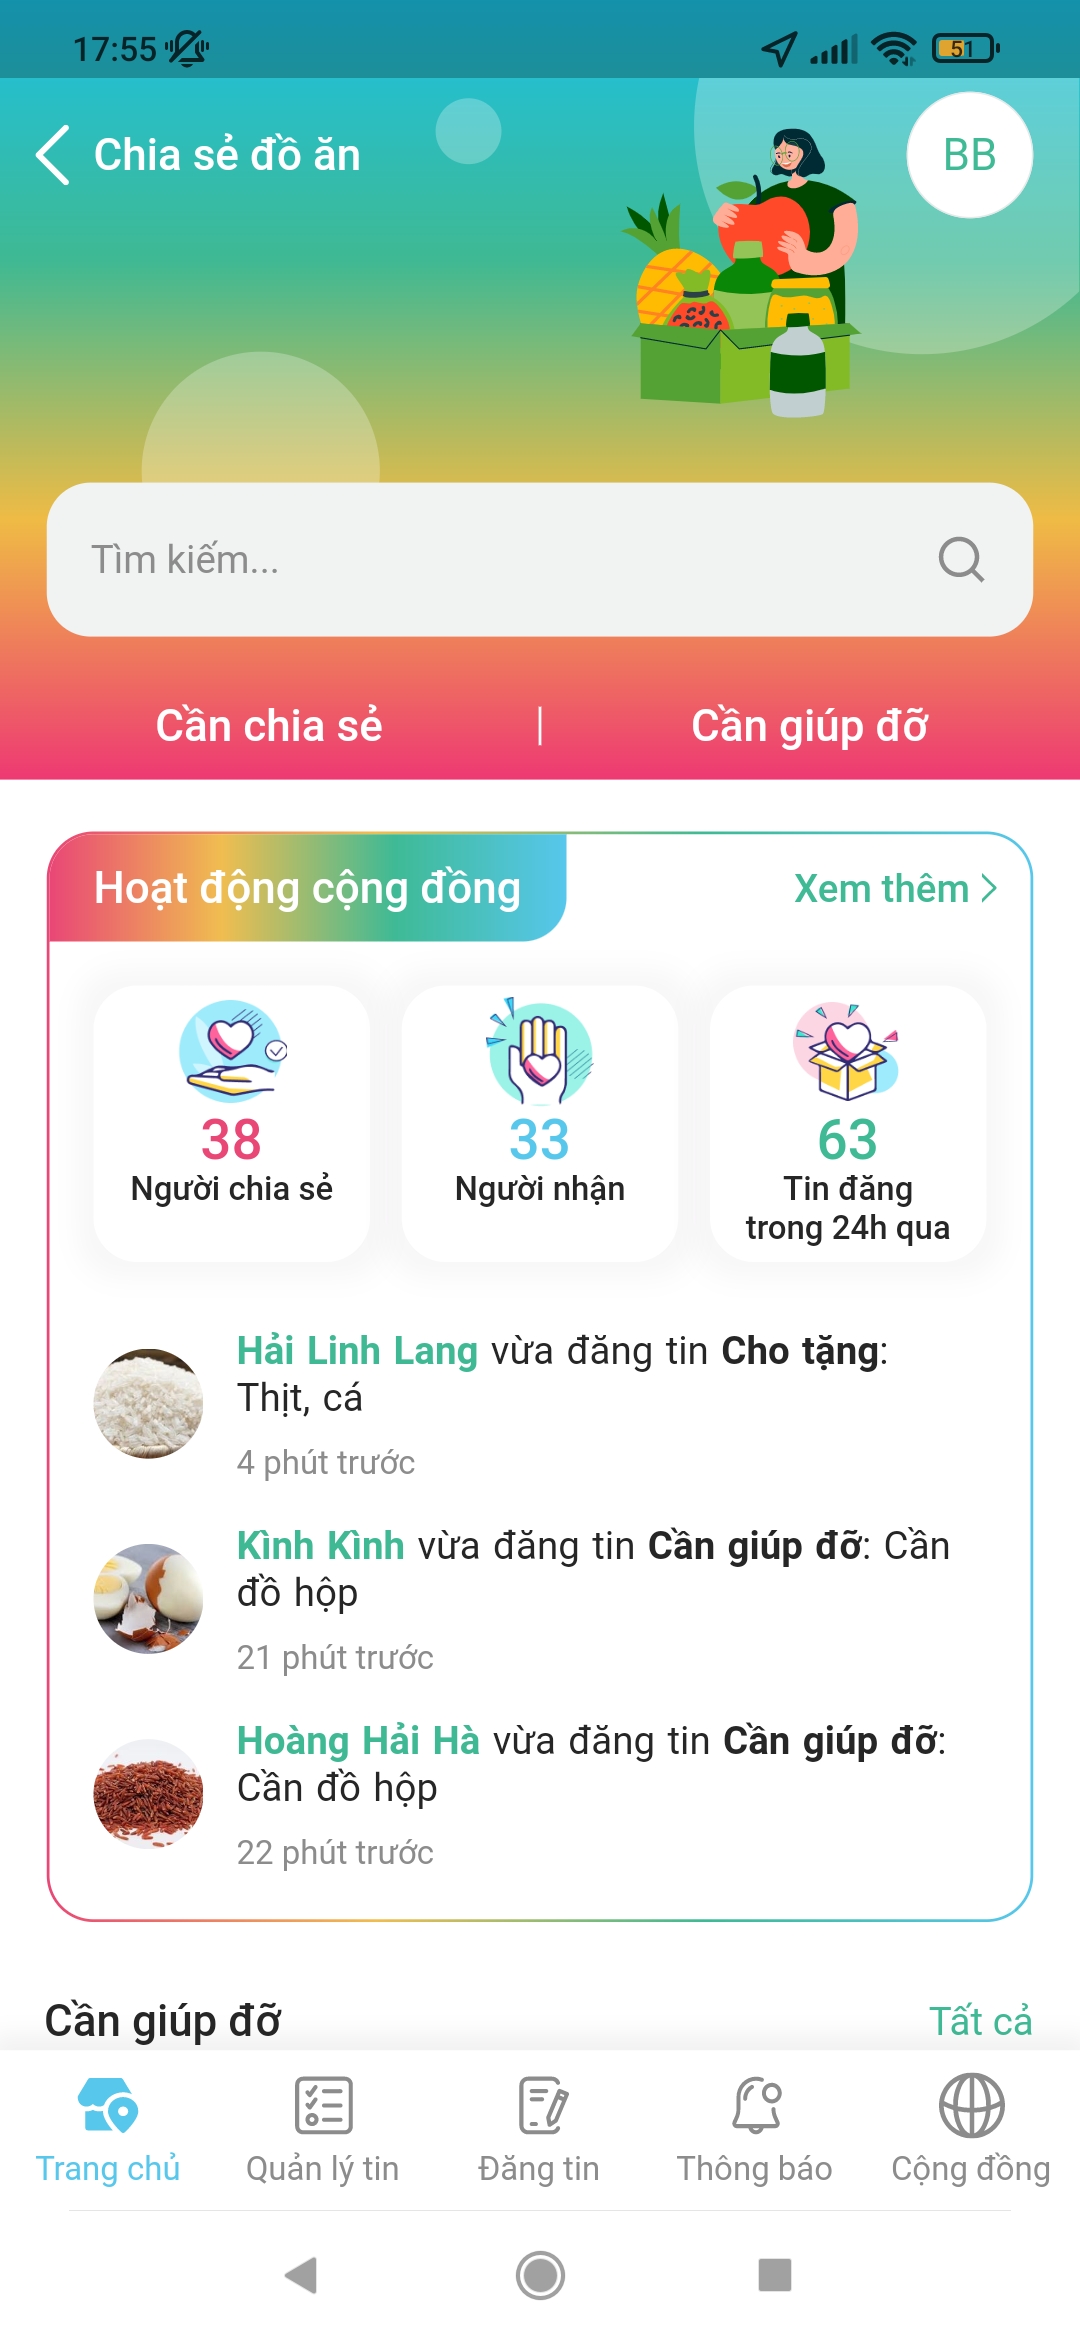 17:55
51
Chia sẻ đồ ăn
BB
Tìm kiếm...
Cần chia sẻ | Cần giúp đỡ
Hoạt động cộng đồng
Xem thêm
38
Người chia sẻ
33
Người nhận
63
Tin đăng
trong 24h qua
Hải Linh Lang vừa đăng tin Cho tặng:
Thịt, cá
4 phút trước
Kình Kình vừa đăng tin Cần giúp đỡ: Cần
đồ hộp
21 phút trước
Hoàng Hải Hà vừa đăng tin Cần giúp đỡ:
Cần đồ hộp
22 phút trước
Cần giúp đỡ
Tất cả
Trang chủ
Quản lý tin
Đăng tin
Thông báo
Cộng đồng